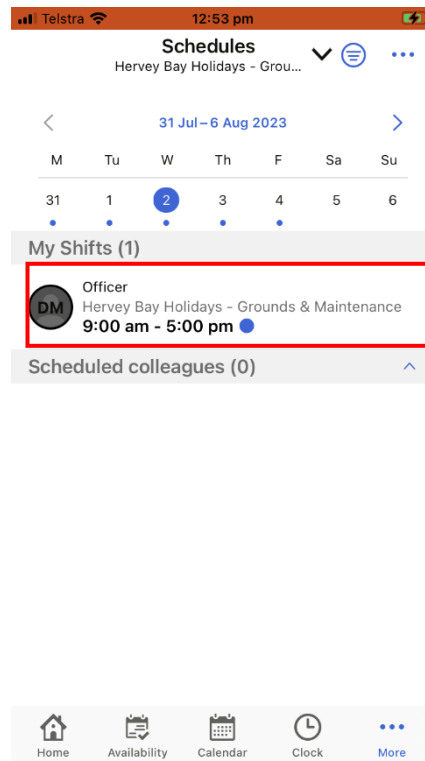 Telstra 12:53 pm
Schedules
Hervey Bay Holidays - Grou...
31 Jul – 6 Aug 2023
M Tu W Th F Sa Su
31 1 2 3 4 5 6
My Shifts (1)
Officer
DM Hervey Bay Holidays - Grounds & Maintenance
9:00 am - 5:00 pm
Scheduled colleagues (0)
Home Availability Calendar Clock More